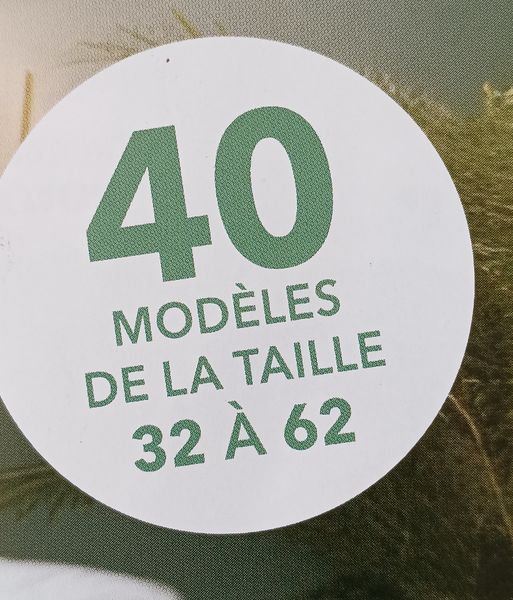 40
MODÈLES
DE LA TAILLE
32 À 62